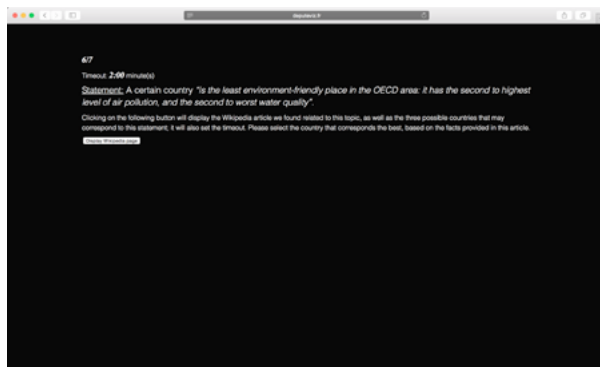 deputeva.fr
6/7
Timeout: 2:00 minute(s)
Statement: A certain country "is the least environment-friendly place in the OECD area: it has the second to highest
level of air pollution, and the second to worst water quality".
Clicking on the following button will display the Wikipedia article we found related to this topic, as well as the three possible countries that may
correspond to this statement; it will also set the timeout. Please select the country that corresponds the best, based on the facts provided in this article.
Display Wikipedia page